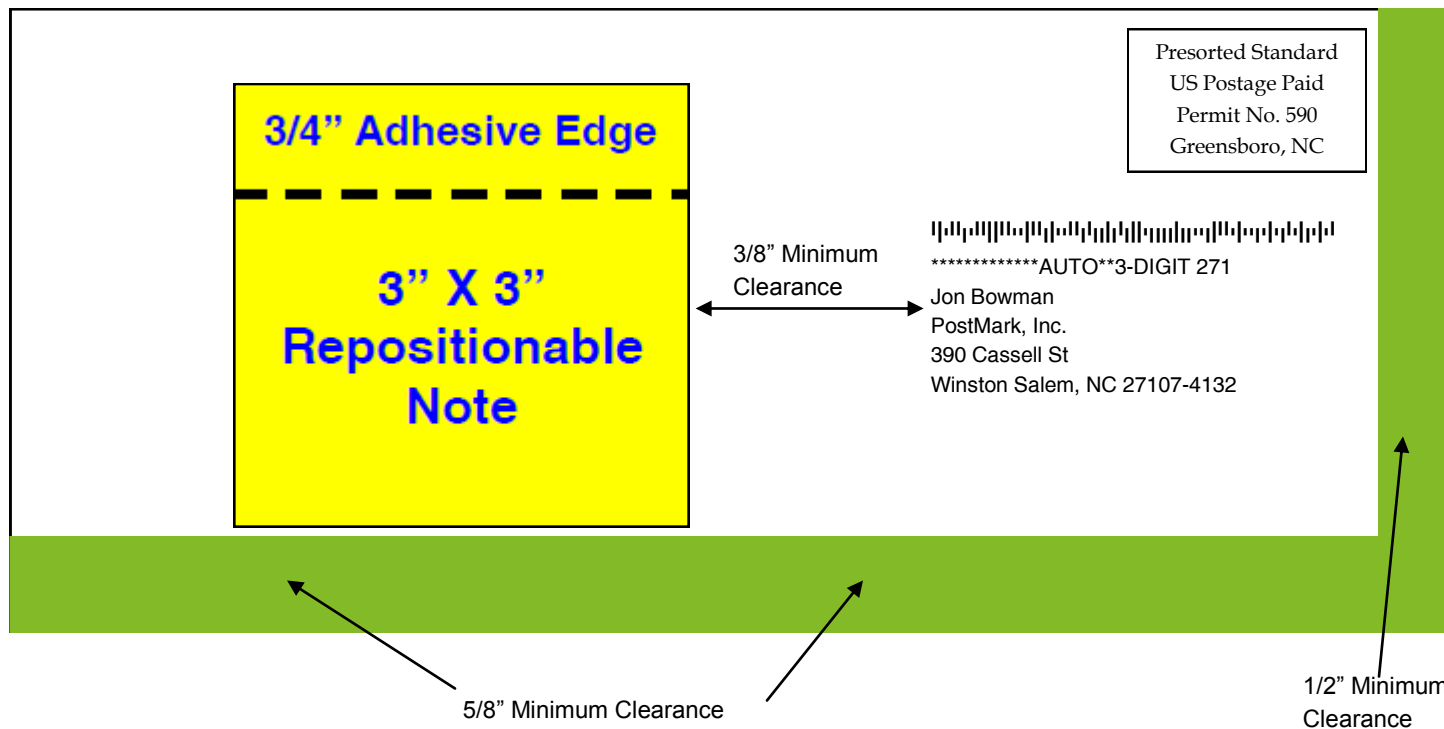 Presorted Standard
US Postage Paid
Permit No. 590
Greensboro, NC
3/4” Adhesive Edge
3” X 3”
Repositionable
Note
3/8” Minimum
Clearance
*************AUTO**3-DIGIT 271
Jon Bowman
PostMark, Inc.
390 Cassell St
Winston Salem, NC 27107-4132
5/8” Minimum Clearance
1/2” Minimum
Clearance